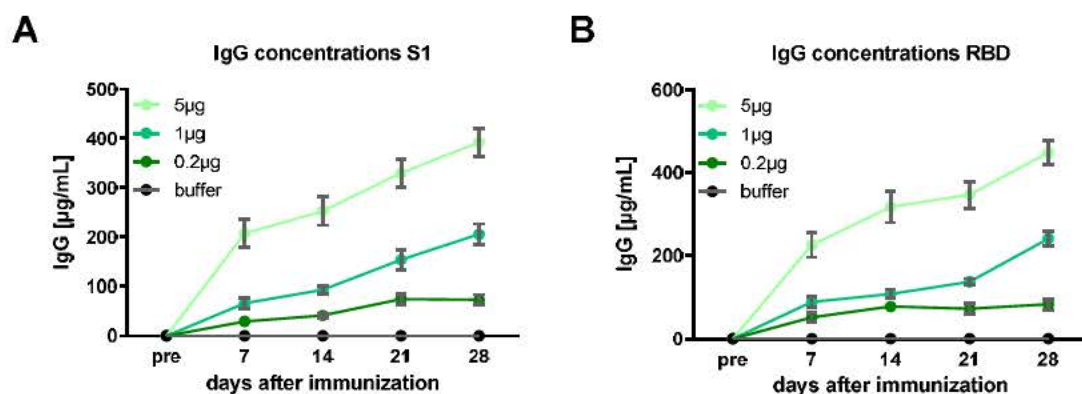 A
IgG concentrations S1
500
400
300
200
100
0
IgG [µg/mL]
5µg
1µg
0.2µg
buffer
pre 7 14 21 28
days after immunization
B
IgG concentrations RBD
600
400
200
0
IgG [µg/mL]
5µg
1µg
0.2µg
buffer
pre 7 14 21 28
days after immunization